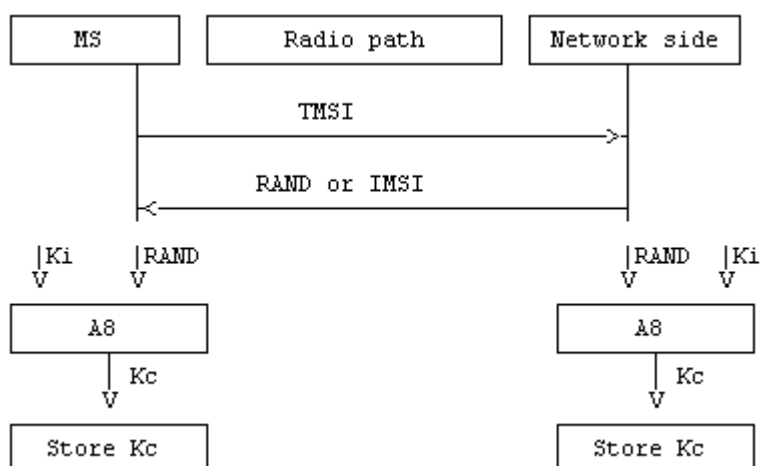 MS Radio path Network side
TMSI
RAND or IMSI
Ki RAND RAND Ki
A8 A8
Kc Kc
Store Kc Store Kc